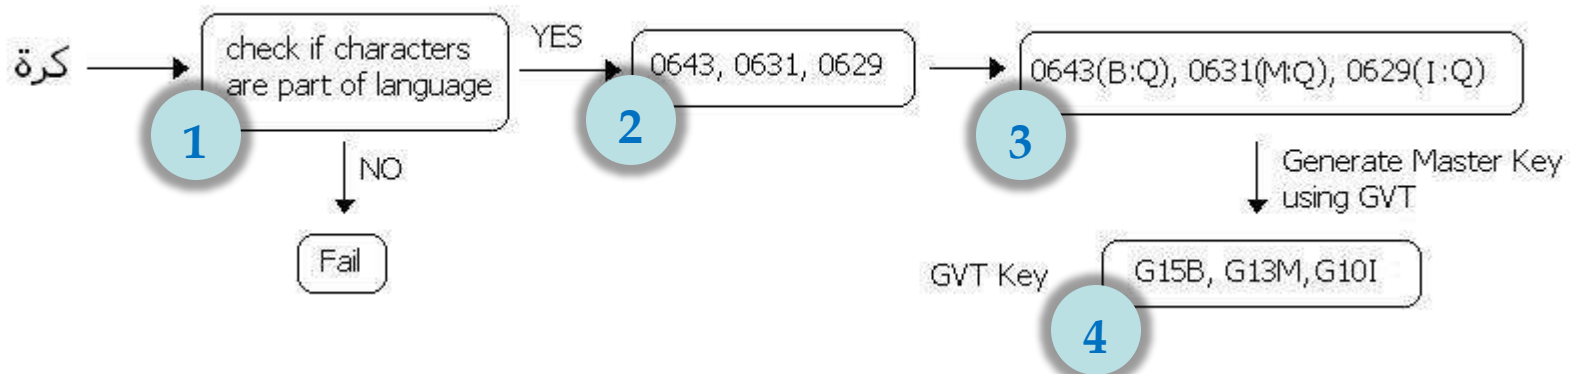 كرة
check if characters
are part of language
1
YES
NO
Fail
0643, 0631, 0629
2
0643(B:Q), 0631(M:Q), 0629(I:Q)
3
Generate Master Key
using GVT
GVT Key
G15B, G13M,G10I
4